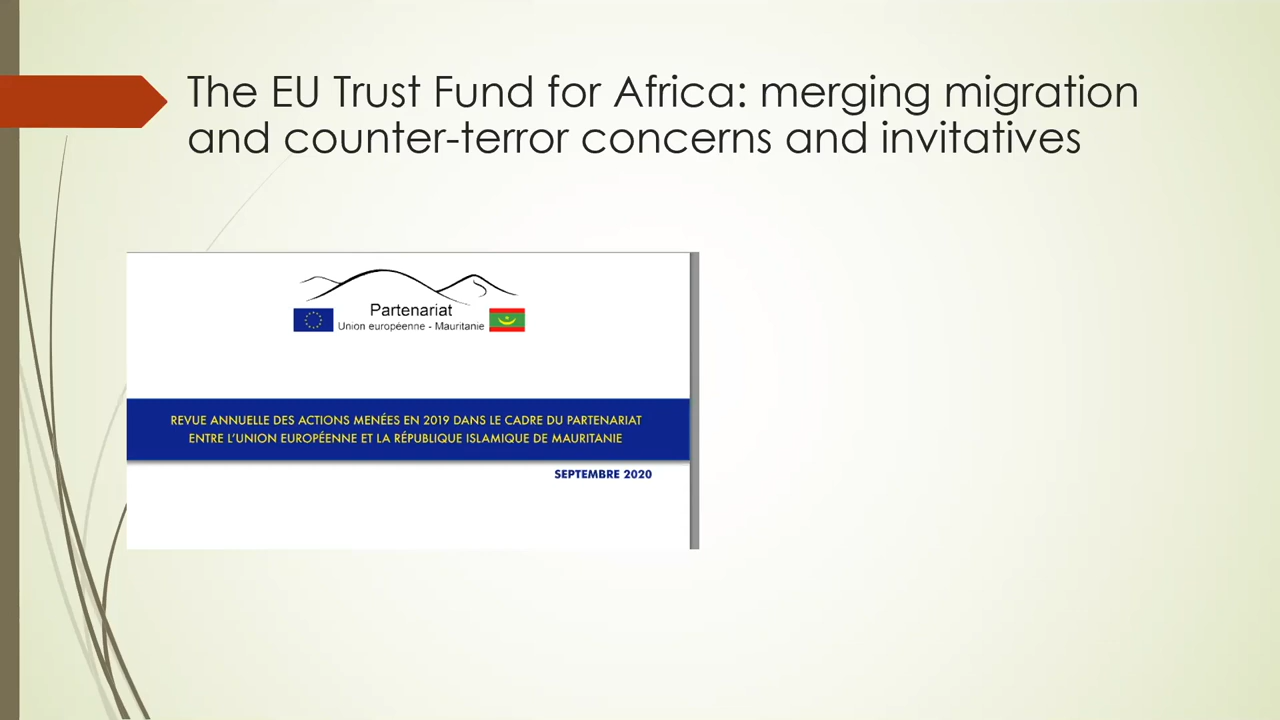 The EU Trust Fund for Africa: merging migration
and counter-terror concerns and invitatives
Partenariat
Union européenne - Mauritanie
REVUE ANNUELLE DES ACTIONS MENÉES EN 2019 DANS LE CADRE DU PARTENARIAT
ENTRE L'UNION EUROPÉENNE ET LA RÉPUBLIQUE ISLAMIQUE DE MAURITANIE
SEPTEMBRE 2020